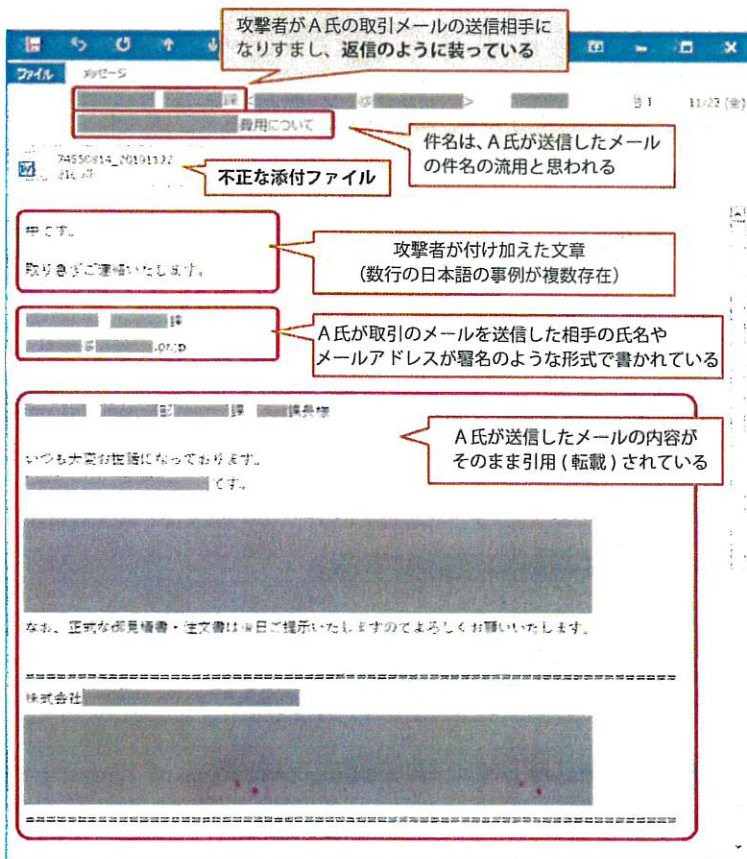 攻撃者がA氏の取引メールの送信相手に
なりすまし、返信のように装っている
ファイル
メッセージ
課 < @ >
11/22 (金)
費用について
件名は、A氏が送信したメール
の件名の流用と思われる
不正な添付ファイル
中です。
取り急ぎご連絡いたします。
攻撃者が付け加えた文章
(数行の日本語の事例が複数存在)
課
A氏が取引のメールを送信した相手の氏名や
メールアドレスが署名のような形式で書かれている
部 課 課長様
A氏が送信したメールの内容が
そのまま引用(転載)されている
いつも大変お世話になっております。
です。
なお、正式な御見積書・注文書は後日ご提示いたしますのでよろしくお願いいたします。
株式会社